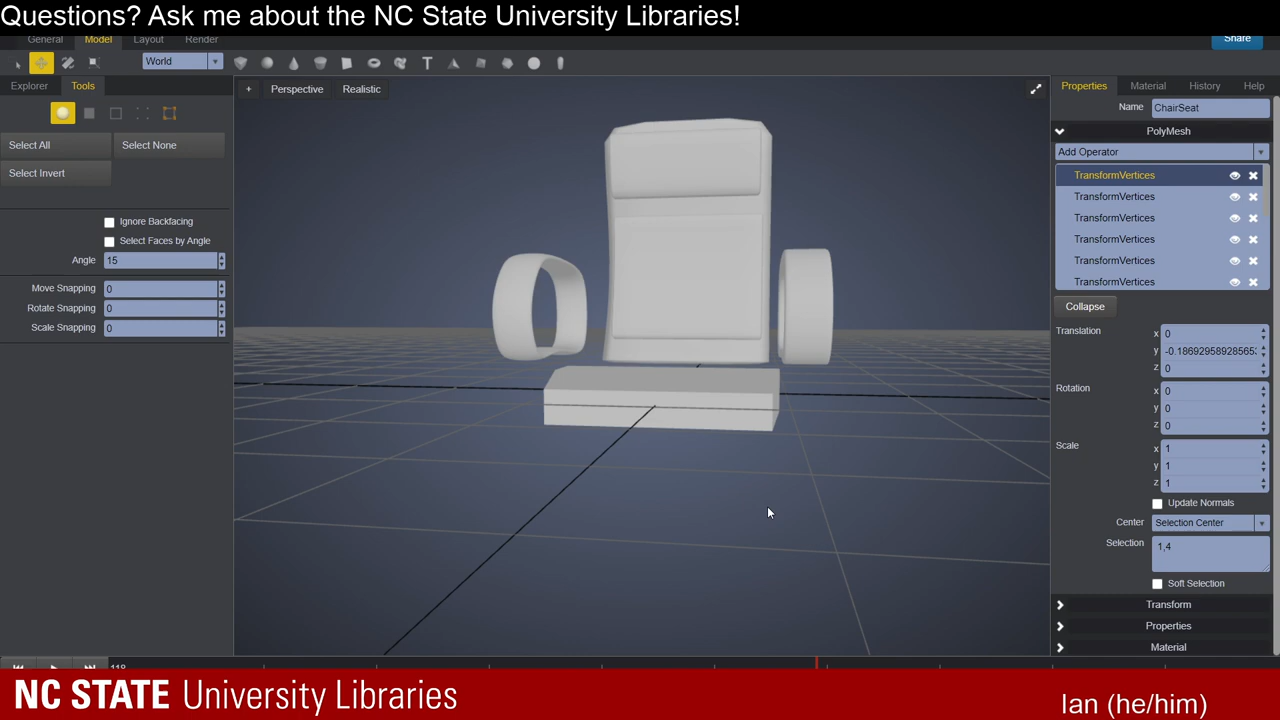 Questions? Ask me about the NC State University Libraries!
General Model Layout Render
Share
World
Explorer Tools
+ Perspective Realistic
Properties Material History Help
Name ChairSeat
PolyMesh
Add Operator
TransformVertices
TransformVertices
TransformVertices
TransformVertices
TransformVertices
TransformVertices
Collapse
Translation x 0
y -0.186929589285653
z 0
Rotation x 0
y 0
z 0
Scale x 1
y 1
z 1
Update Normals
Center Selection Center
Selection 1,4
Soft Selection
Transform
Properties
Material
Select All Select None
Select Invert
Ignore Backfacing
Select Faces by Angle
Angle 15
Move Snapping 0
Rotate Snapping 0
Scale Snapping 0
118
NC STATE University Libraries
Ian (he/him)